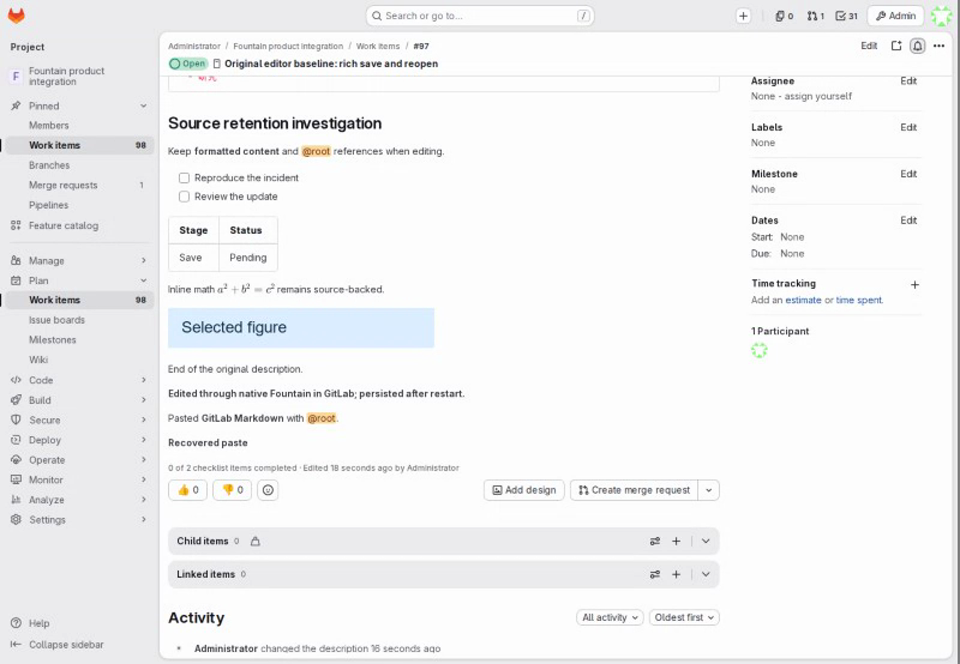 Search or go to...
/
0
1
31
Admin
Project
F
Fountain product integration
Pinned
Members
Work items 98
Branches
Merge requests 1
Pipelines
Feature catalog
Manage
Plan
Work items 98
Issue boards
Milestones
Wiki
Code
Build
Secure
Deploy
Operate
Monitor
Analyze
Settings
Help
Collapse sidebar
Administrator / Fountain product integration / Work items / #97
Edit
Open Original editor baseline: rich save and reopen
Source retention investigation
Keep formatted content and @root references when editing.
Reproduce the incident
Review the update
Stage Status
Save Pending
Inline math a² + b² = c² remains source-backed.
Selected figure
End of the original description.
Edited through native Fountain in GitLab; persisted after restart.
Pasted GitLab Markdown with @root.
Recovered paste
0 of 2 checklist items completed · Edited 18 seconds ago by Administrator
👍 0 👎 0
Add design
Create merge request
Child items 0
Linked items 0
Activity
All activity
Oldest first
Administrator changed the description 16 seconds ago
Assignee Edit
None - assign yourself
Labels Edit
None
Milestone Edit
None
Dates Edit
Start: None
Due: None
Time tracking
Add an estimate or time spent.
1 Participant